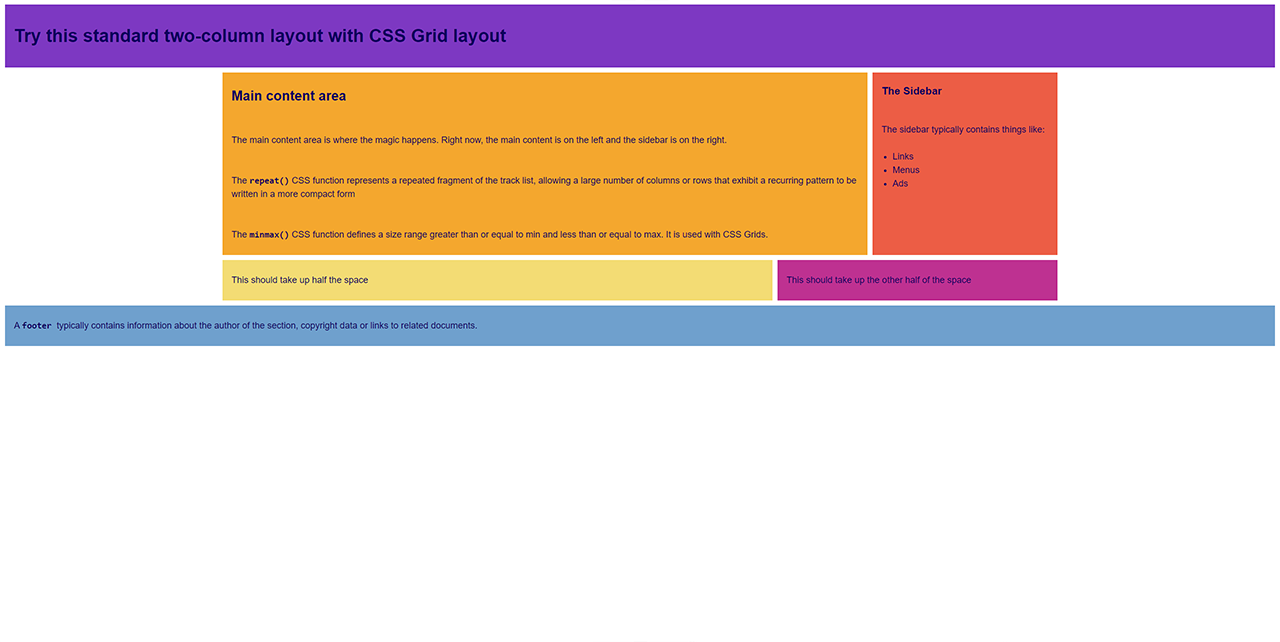 Try this standard two-column layout with CSS Grid layout
Main content area
The main content area is where the magic happens. Right now, the main content is on the left and the sidebar is on the right.
The repeat() CSS function represents a repeated fragment of the track list, allowing a large number of columns or rows that exhibit a recurring pattern to be
written in a more compact form
The minmax() CSS function defines a size range greater than or equal to min and less than or equal to max. It is used with CSS Grids.
The Sidebar
The sidebar typically contains things like:
• Links
• Menus
• Ads
This should take up half the space
This should take up the other half of the space
A footer typically contains information about the author of the section, copyright data or links to related documents.